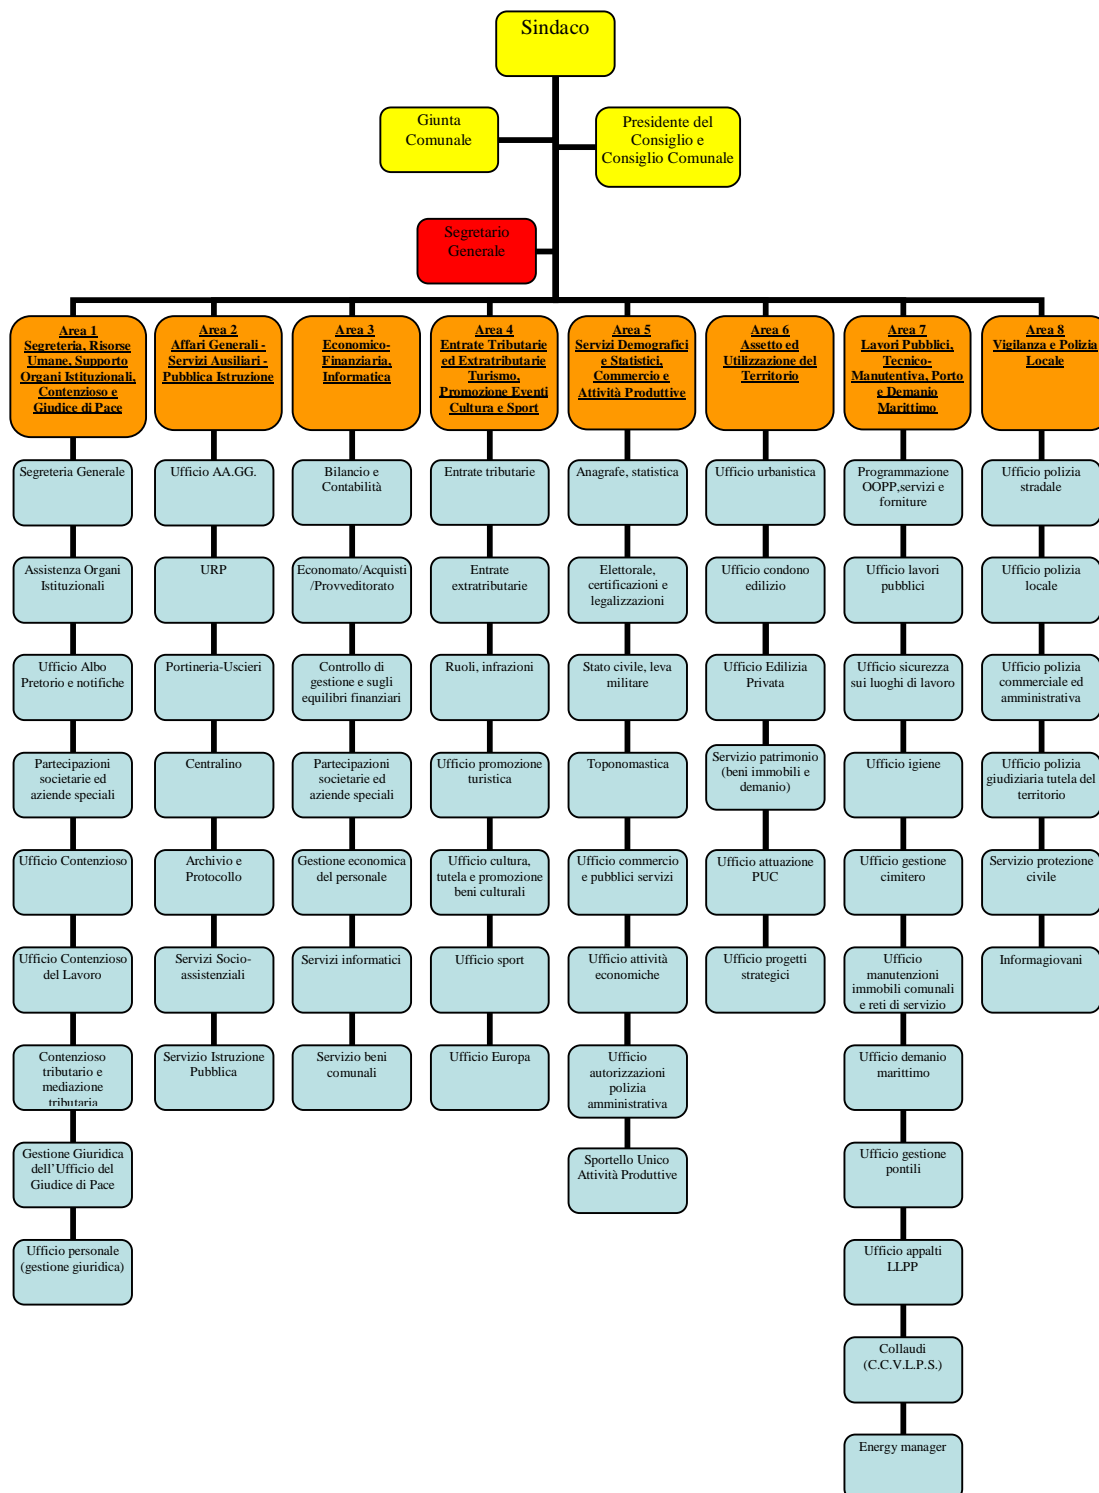 Sindaco
Giunta
Comunale
Presidente del
Consiglio e
Consiglio Comunale
Segretario
Generale
Area 1
Segreteria, Risorse
Umane, Supporto
Organi Istituzionali,
Contenzioso e
Giudice di Pace
Segreteria Generale
Assistenza Organi
Istituzionali
Ufficio Albo
Pretorio e notifiche
Partecipazioni
societarie ed
aziende speciali
Ufficio Contenzioso
Ufficio Contenzioso
del Lavoro
Contenzioso
tributario e
mediazione
tributaria
Gestione Giuridica
dell’Ufficio del
Giudice di Pace
Ufficio personale
(gestione giuridica)
Area 2
Affari Generali -
Servizi Ausiliari -
Pubblica Istruzione
Ufficio AA.GG.
URP
Portineria-Uscieri
Centralino
Archivio e
Protocollo
Servizi Socio-
assistenziali
Servizio Istruzione
Pubblica
Area 3
Economico-
Finanziaria,
Informatica
Bilancio e
Contabilità
Economato/Acquisti
/Provveditorato
Controllo di
gestione e sugli
equilibri finanziari
Partecipazioni
societarie ed
aziende speciali
Gestione economica
del personale
Servizi informatici
Servizio beni
comunali
Area 4
Entrate Tributarie
ed Extratributarie
Turismo,
Promozione Eventi
Cultura e Sport
Entrate tributarie
Entrate
extratributarie
Ruoli, infrazioni
Ufficio promozione
turistica
Ufficio cultura,
tutela e promozione
beni culturali
Ufficio sport
Ufficio Europa
Area 5
Servizi Demografici
e Statistici,
Commercio e
Attività Produttive
Anagrafe, statistica
Elettorale,
certificazioni e
legalizzazioni
Stato civile, leva
militare
Toponomastica
Ufficio commercio
e pubblici servizi
Ufficio attività
economiche
Ufficio
autorizzazioni
polizia
amministrativa
Sportello Unico
Attività Produttive
Area 6
Assetto ed
Utilizzazione del
Territorio
Ufficio urbanistica
Ufficio condono
edilizio
Ufficio Edilizia
Privata
Servizio patrimonio
(beni immobili e
demanio)
Ufficio attuazione
PUC
Ufficio progetti
strategici
Area 7
Lavori Pubblici,
Tecnico-
Manutentiva, Porto
e Demanio
Marittimo
Programmazione
OOPP,servizi e
forniture
Ufficio lavori
pubblici
Ufficio sicurezza
sui luoghi di lavoro
Ufficio igiene
Ufficio gestione
cimitero
Ufficio
manutenzioni
immobili comunali
e reti di servizio
Ufficio demanio
marittimo
Ufficio gestione
pontili
Ufficio appalti
LLPP
Collaudi
(C.C.V.L.P.S.)
Energy manager
Area 8
Vigilanza e Polizia
Locale
Ufficio polizia
stradale
Ufficio polizia
locale
Ufficio polizia
commerciale ed
amministrativa
Ufficio polizia
giudiziaria tutela del
territorio
Servizio protezione
civile
Informagiovani